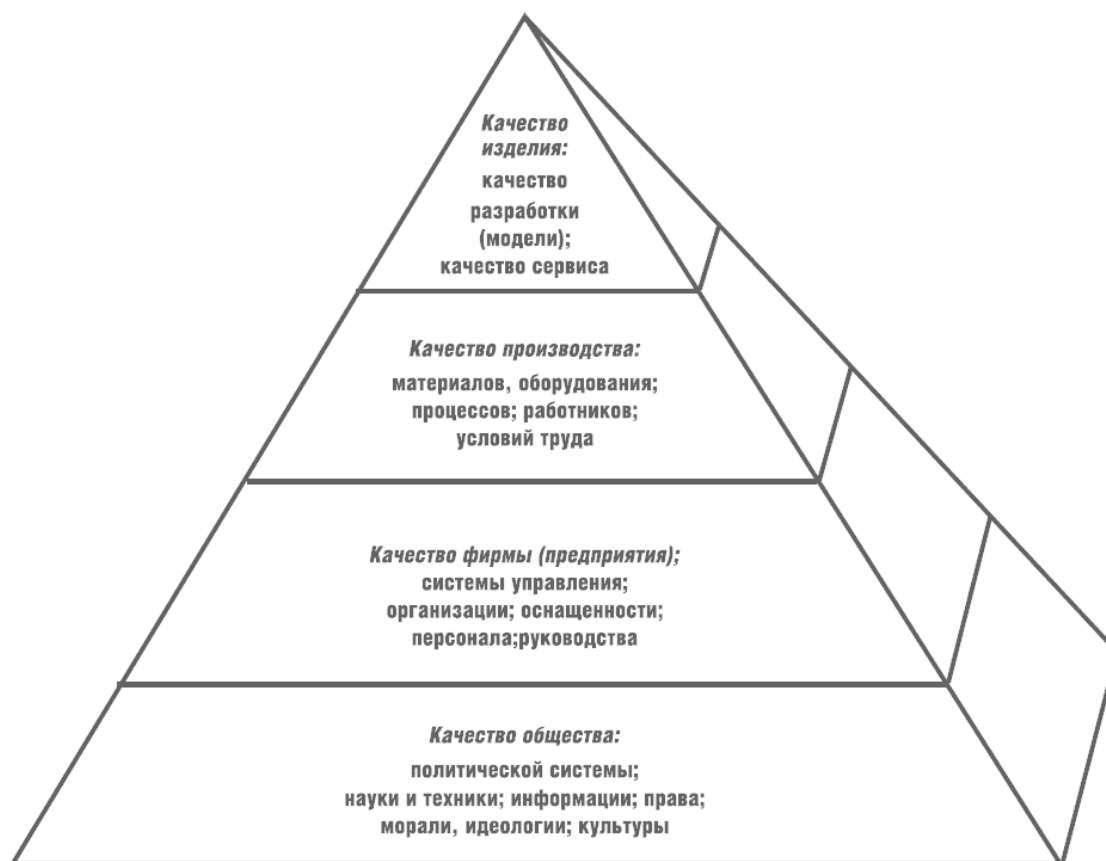 Качество
изделия:
качество
разработки
(модели);
качество сервиса
Качество производства:
материалов, оборудования;
процессов; работников;
условий труда
Качество фирмы (предприятия);
системы управления;
организации; оснащенности;
персонала;руководства
Качество общества:
политической системы;
науки и техники; информации; права;
морали, идеологии; культуры